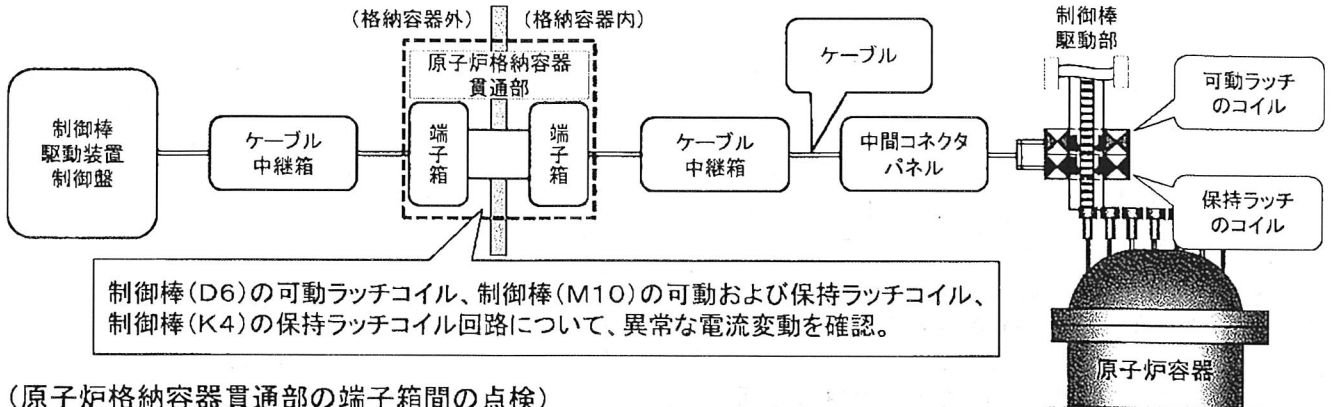 (格納容器外)
(格納容器内)
制御棒
駆動装置
制御盤
ケーブル
中継箱
原子炉格納容器
貫通部
端子箱
端子箱
ケーブル
中継箱
ケーブル
中間コネクタ
パネル
制御棒
駆動部
可動ラッチ
のコイル
保持ラッチ
のコイル
原子炉容器
制御棒(D6)の可動ラッチコイル、制御棒(M10)の可動および保持ラッチコイル、
制御棒(K4)の保持ラッチコイル回路について、異常な電流変動を確認。
(原子炉格納容器貫通部の端子箱間の点検)